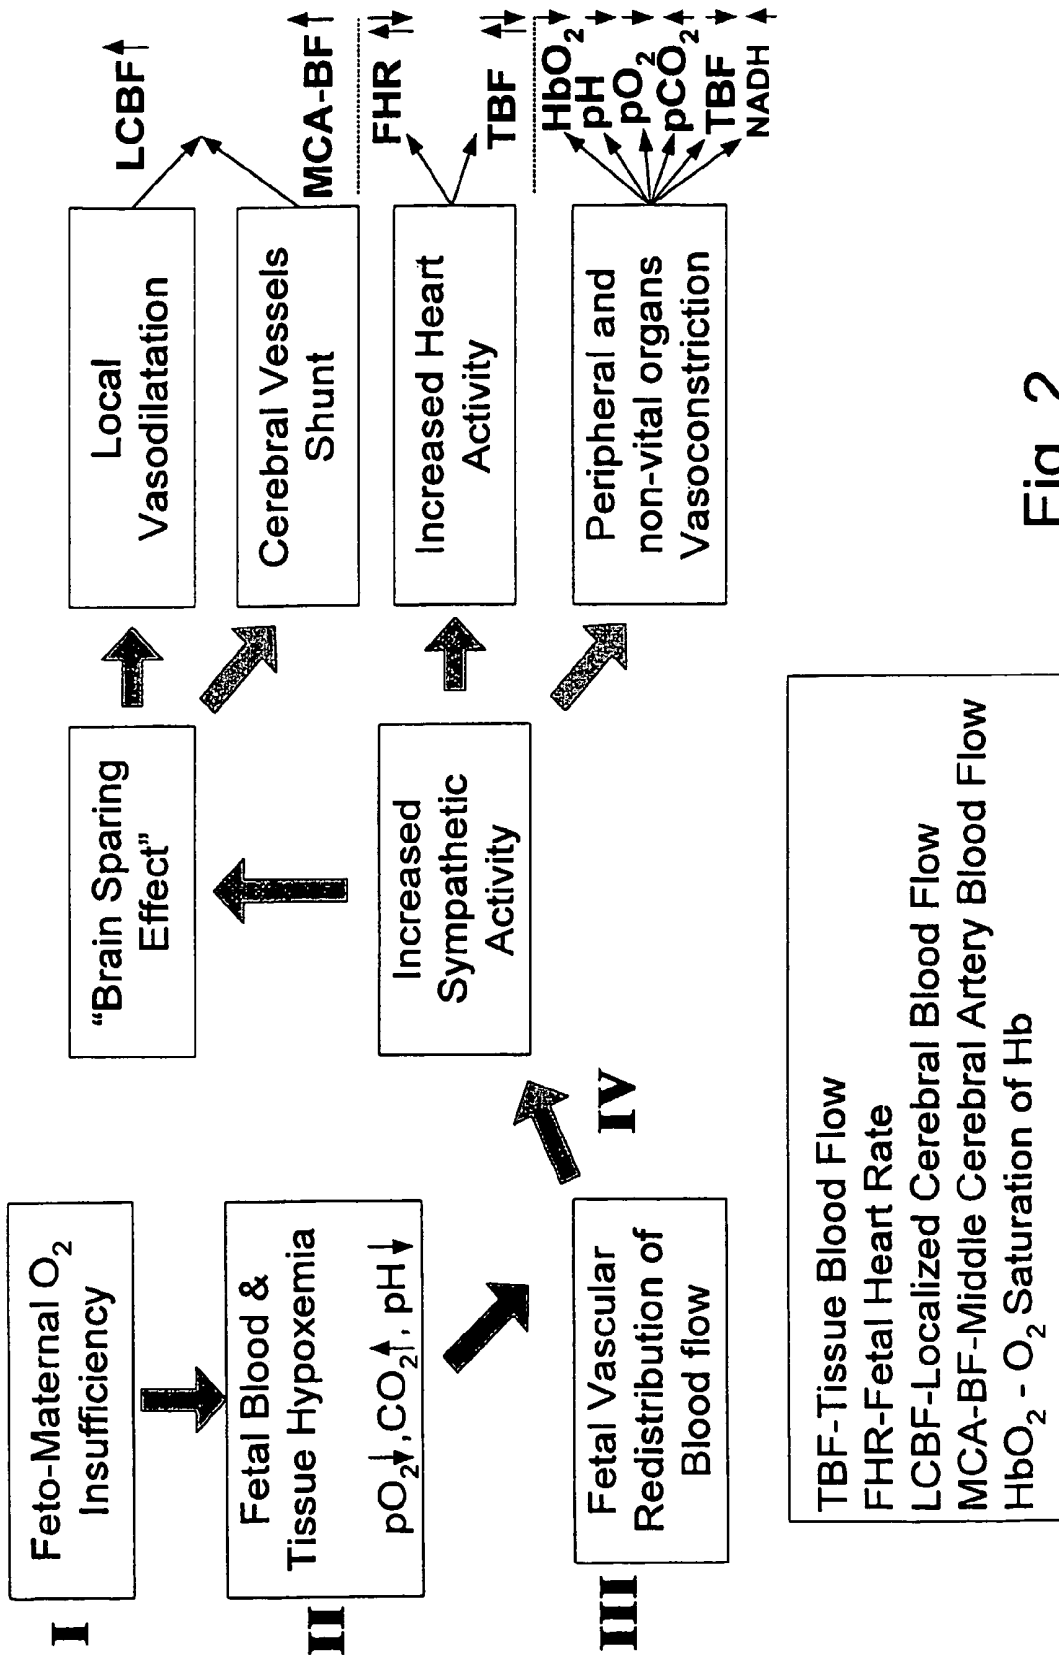 I
Feto-Maternal O₂
Insufficiency
II
Fetal Blood &
Tissue Hypoxemia
pO₂↓, CO₂↑, pH↓
III
Fetal Vascular
Redistribution of
Blood flow
IV
"Brain Sparing
Effect"
Increased
Sympathetic
Activity
Local
Vasodilatation
Cerebral Vessels
Shunt
Increased Heart
Activity
Peripheral and
non-vital organs
Vasoconstriction
LCBF↑
MCA-BF↑
FHR↑↓
TBF↑↓
HbO₂↓
pH↓
pO₂↓
pCO₂↑
TBF↓
NADH↑
TBF-Tissue Blood Flow
FHR-Fetal Heart Rate
LCBF-Localized Cerebral Blood Flow
MCA-BF-Middle Cerebral Artery Blood Flow
HbO₂ - O₂ Saturation of Hb
Fig. 2